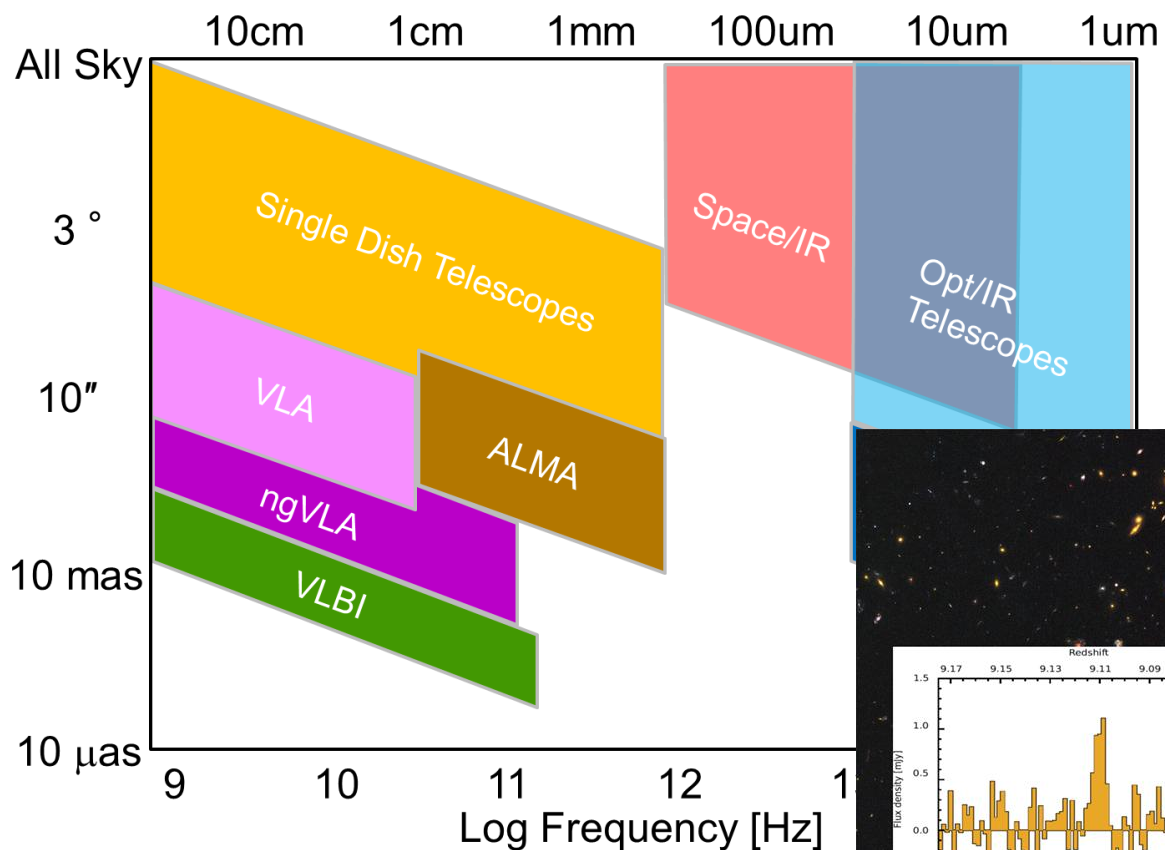 10cm 1cm 1mm 100um 10um 1um
All Sky
3 °
10″
10 mas
10 μas
Single Dish Telescopes
Space/IR
Opt/IR
Telescopes
VLA
ALMA
ngVLA
VLBI
9 10 11 12
Log Frequency [Hz]
Redshift
9.17 9.15 9.13 9.11 9.09
1.5
1.0
0.5
0.0
Flux density [mJy]